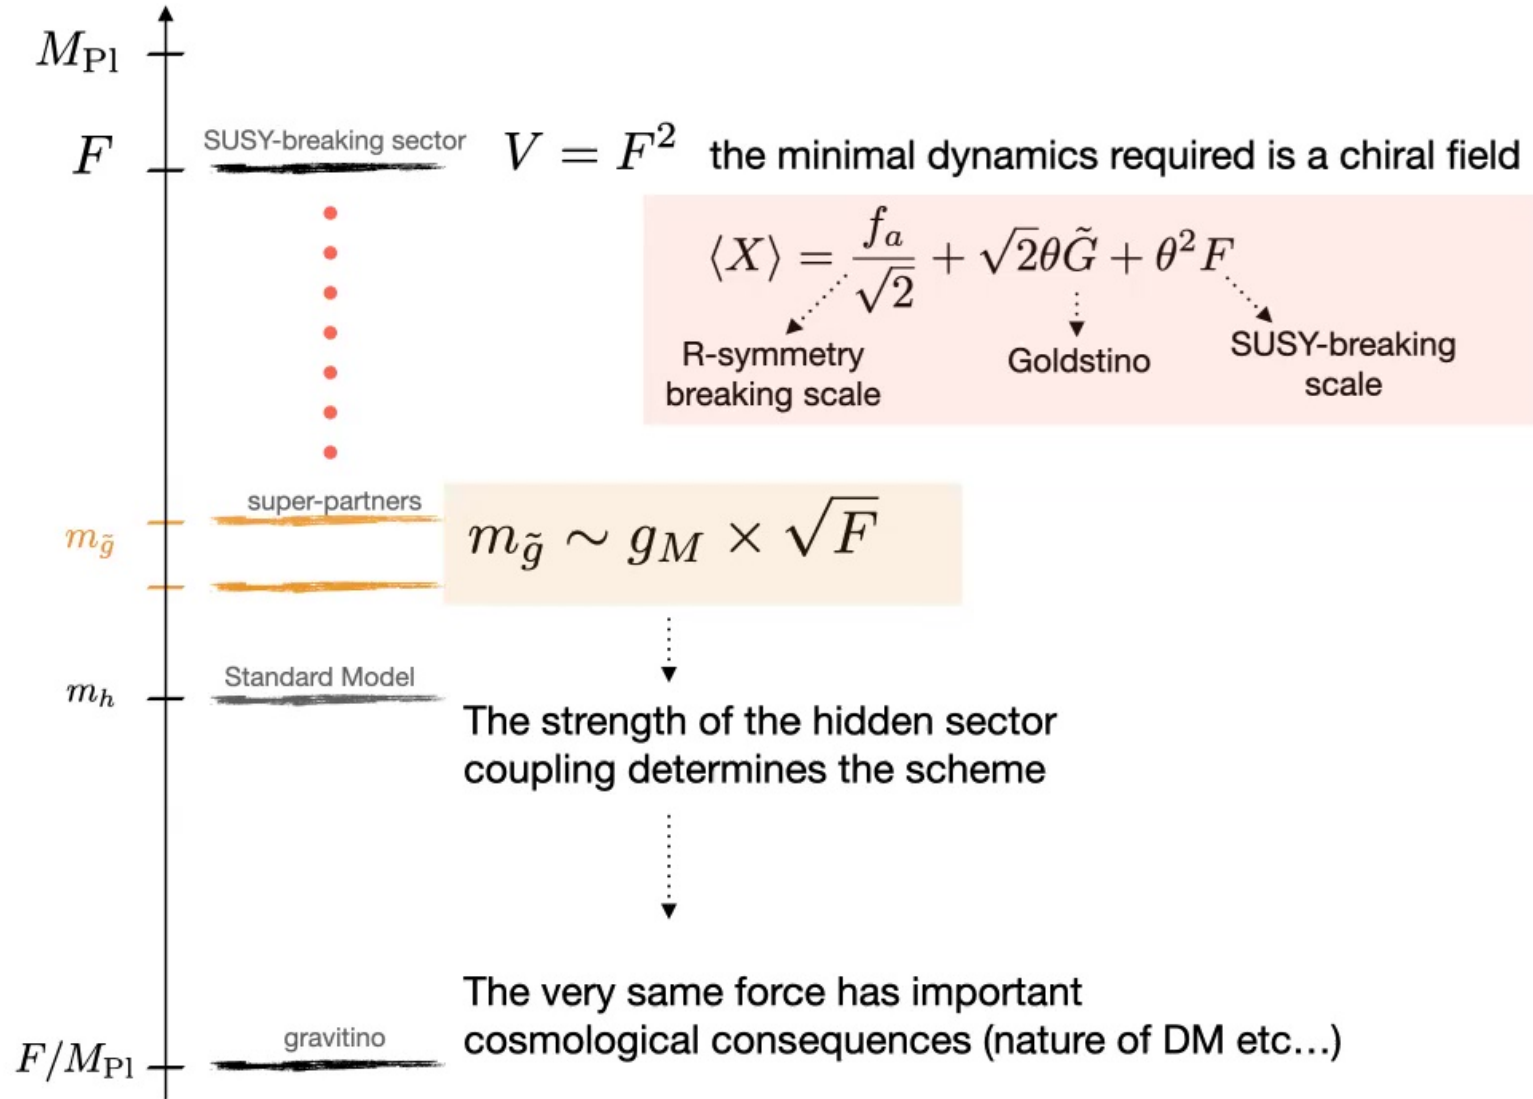 M_Pl
SUSY-breaking sector
F
V = F²
the minimal dynamics required is a chiral field
⟨X⟩ = f_a/√2 + √2θG̃ + θ²F
R-symmetry
breaking scale
Goldstino
SUSY-breaking
scale
super-partners
m_g̃
m_g̃ ∼ g_M × √F
Standard Model
m_h
The strength of the hidden sector
coupling determines the scheme
The very same force has important
cosmological consequences (nature of DM etc…)
gravitino
F/M_Pl